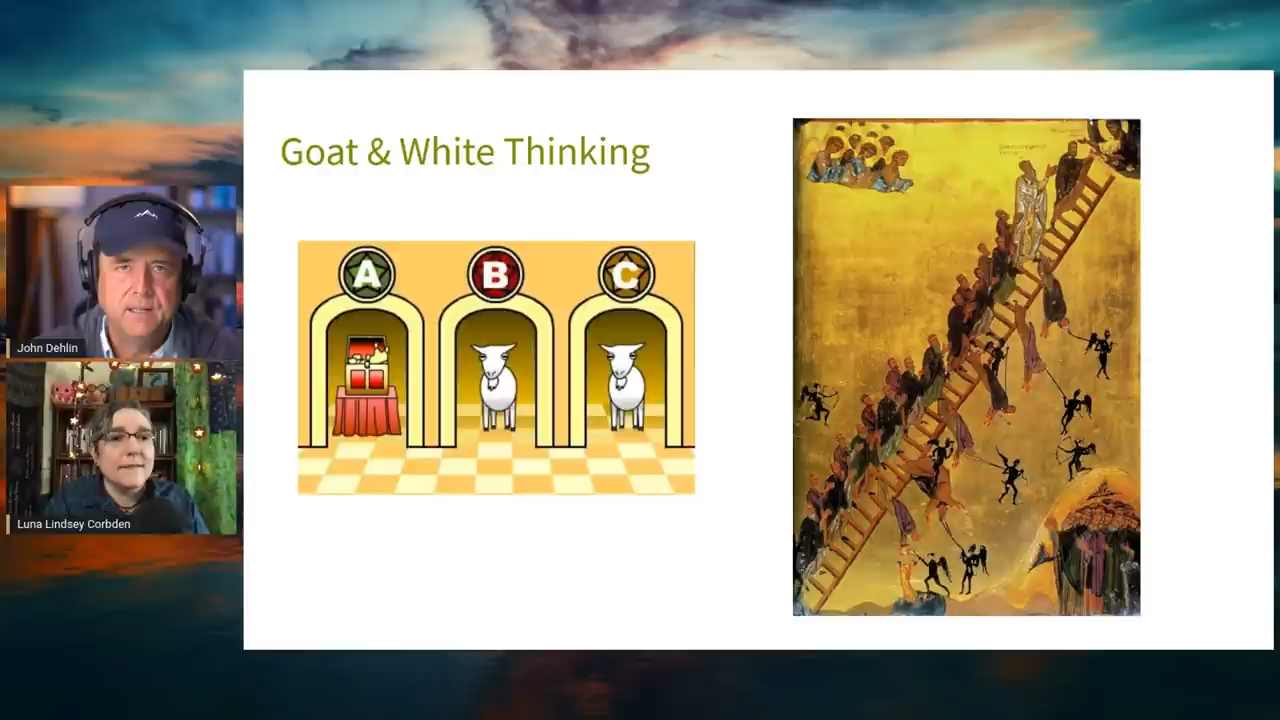 Goat & White Thinking
A
B
C
John Dehlin
Luna Lindsey Corbden